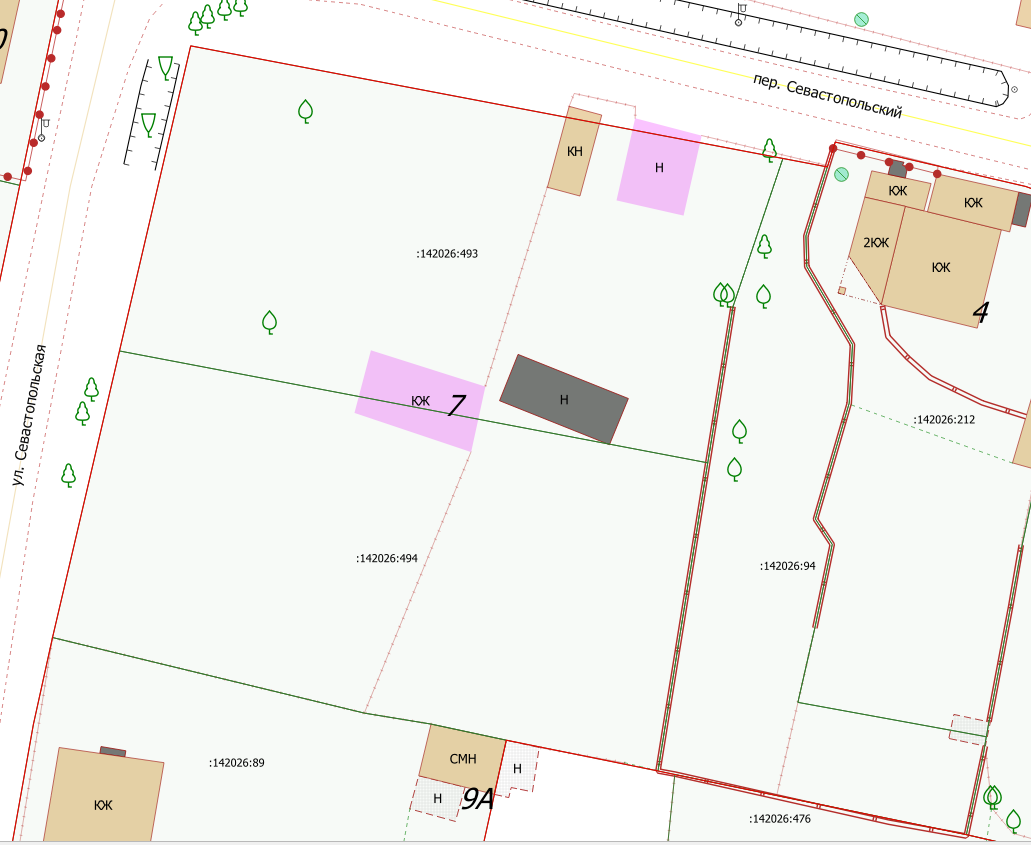 пер. Севастопольский
КН
Н
КЖ
КЖ
2КЖ
КЖ
:142026:493
4
ул. Севастопольская
КЖ
7
Н
:142026:212
:142026:494
:142026:94
:142026:89
СМН
Н
Н
9А
КЖ
:142026:476